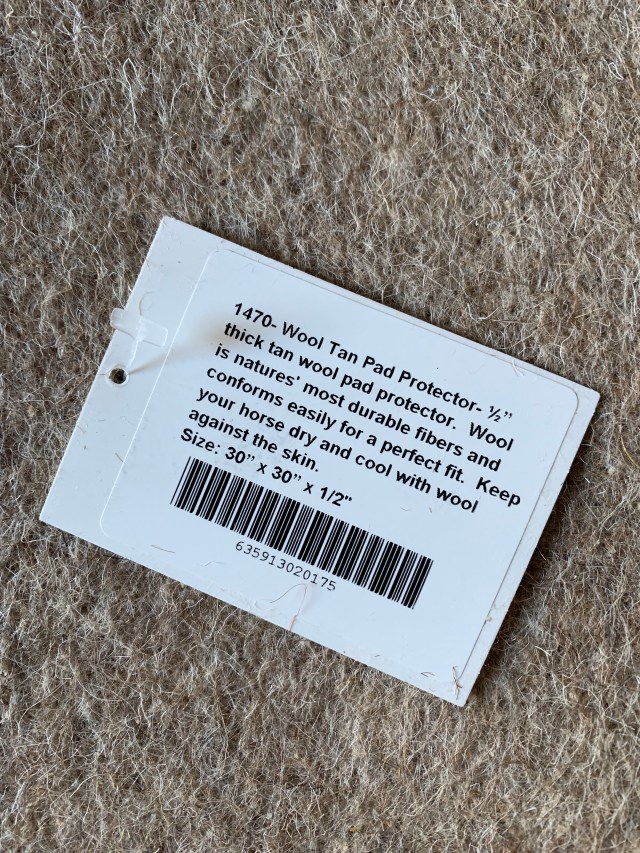 1470- Wool Tan Pad Protector- ½”
thick tan wool pad protector.  Wool
is natures' most durable fibers and
conforms easily for a perfect fit.  Keep
your horse dry and cool with wool
against the skin.
Size: 30” x 30” x 1/2"
635913020175